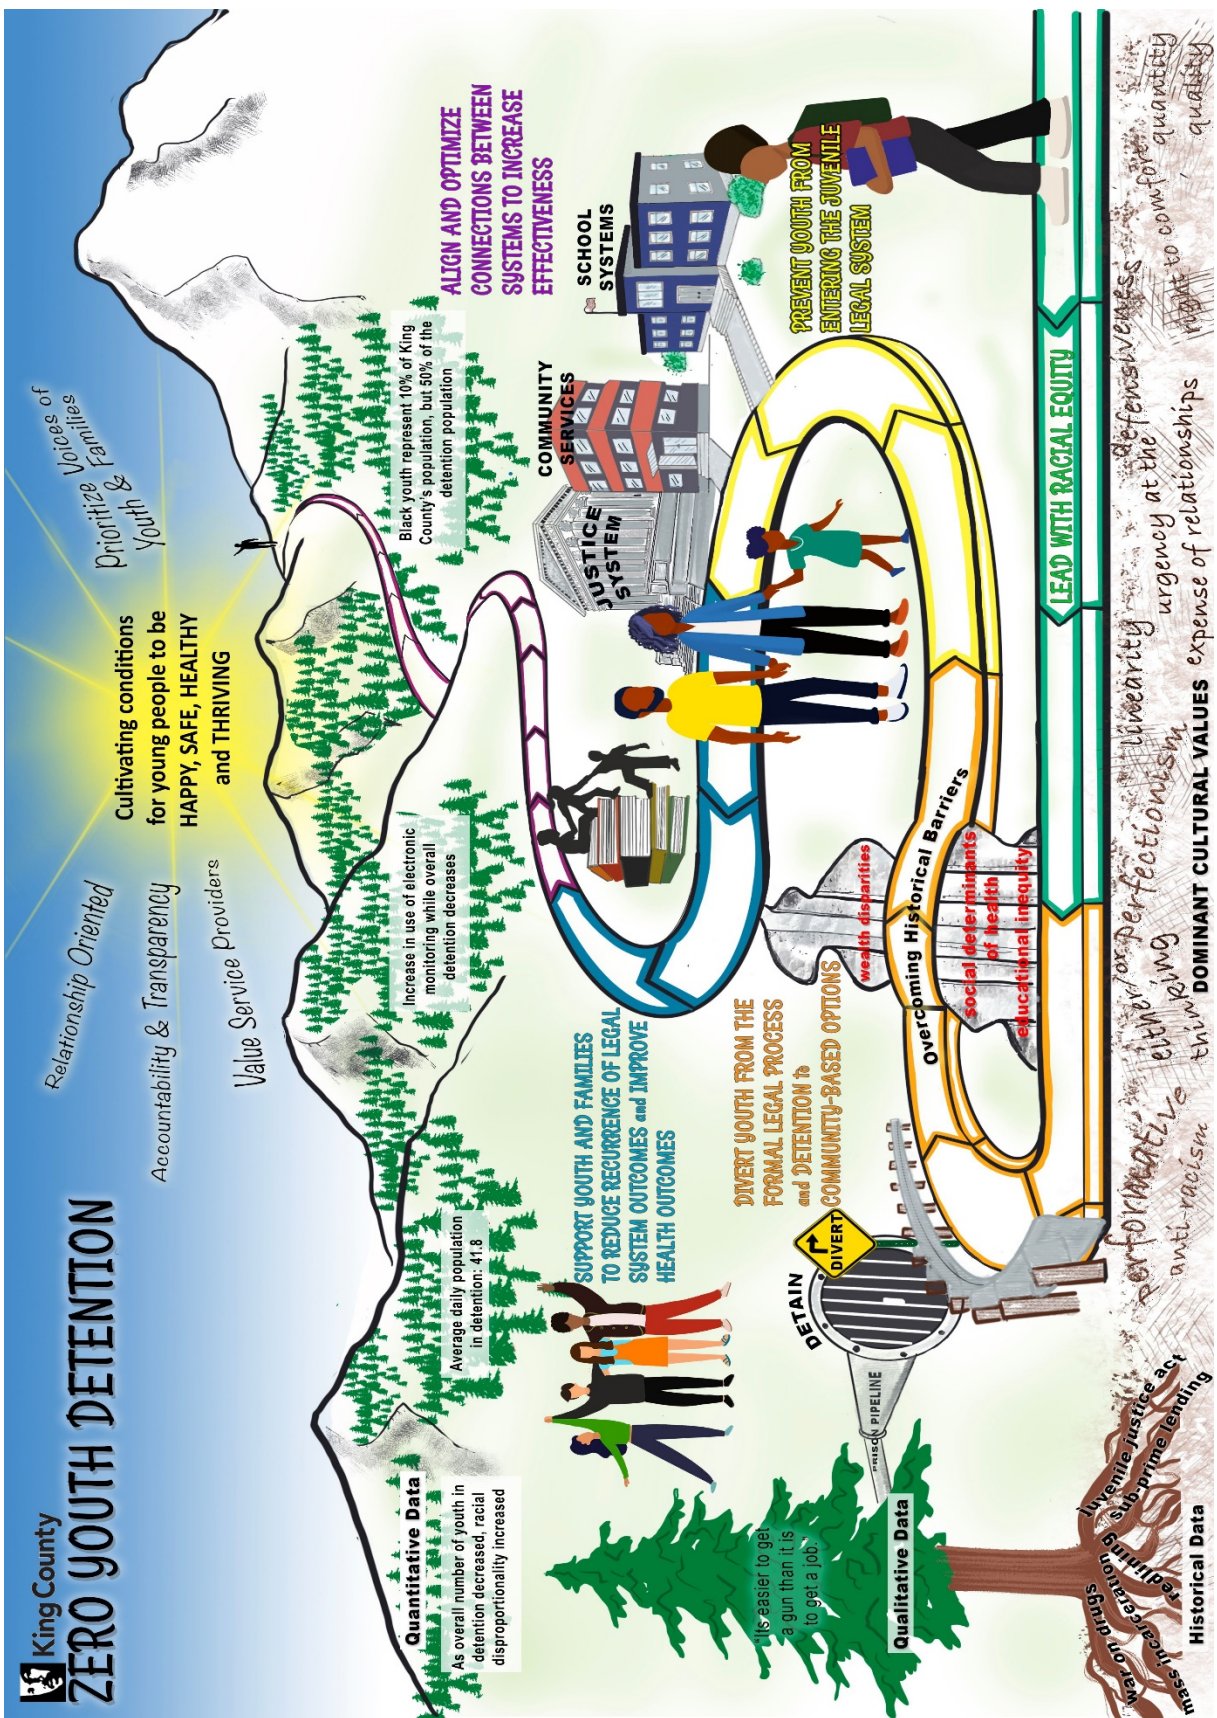 King County
ZERO YOUTH DETENTION
Relationship Oriented
Accountability & Transparency
Value Service Providers
Cultivating conditions
for young people to be
HAPPY, SAFE, HEALTHY
and THRIVING
Prioritize Voices of
Youth &
Families
Quantitative Data
As overall number of youth in
detention decreased, racial
disproportionality increased
Average daily population
in detention: 41.8
Increase in use of electronic
monitoring while overall
detention decreases
Black youth represent 10% of King
County's population, but 50% of the
detention population
ALIGN AND OPTIMIZE
CONNECTIONS BETWEEN
SYSTEMS TO INCREASE
EFFECTIVENESS
SUPPORT YOUTH AND FAMILIES
TO REDUCE RECURRENCE OF LEGAL
SYSTEM OUTCOMES and IMPROVE
HEALTH OUTCOMES
JUSTICE
SYSTEM
COMMUNITY
SERVICES
SCHOOL
SYSTEMS
"Its easier to get
a gun than it is
to get a job."
Qualitative Data
PRISON PIPELINE
DETAIN
DIVERT
DIVERT YOUTH FROM THE
FORMAL LEGAL PROCESS
and DETENTION to
COMMUNITY-BASED OPTIONS
wealth disparities
Overcoming Historical Barriers
social determinants
of health
educational inequity
PREVENT YOUTH FROM
ENTERING THE JUVENILE
LEGAL SYSTEM
LEAD WITH RACIAL EQUITY
war on drugs
mass incarceration
redlining
juvenile justice act
sub-prime lending
Historical Data
performative
anti-racism
either/or
thinking
perfectionism
linearity
urgency at the
expense of relationships
defensiveness
right to comfort
quantity
quality
DOMINANT CULTURAL VALUES